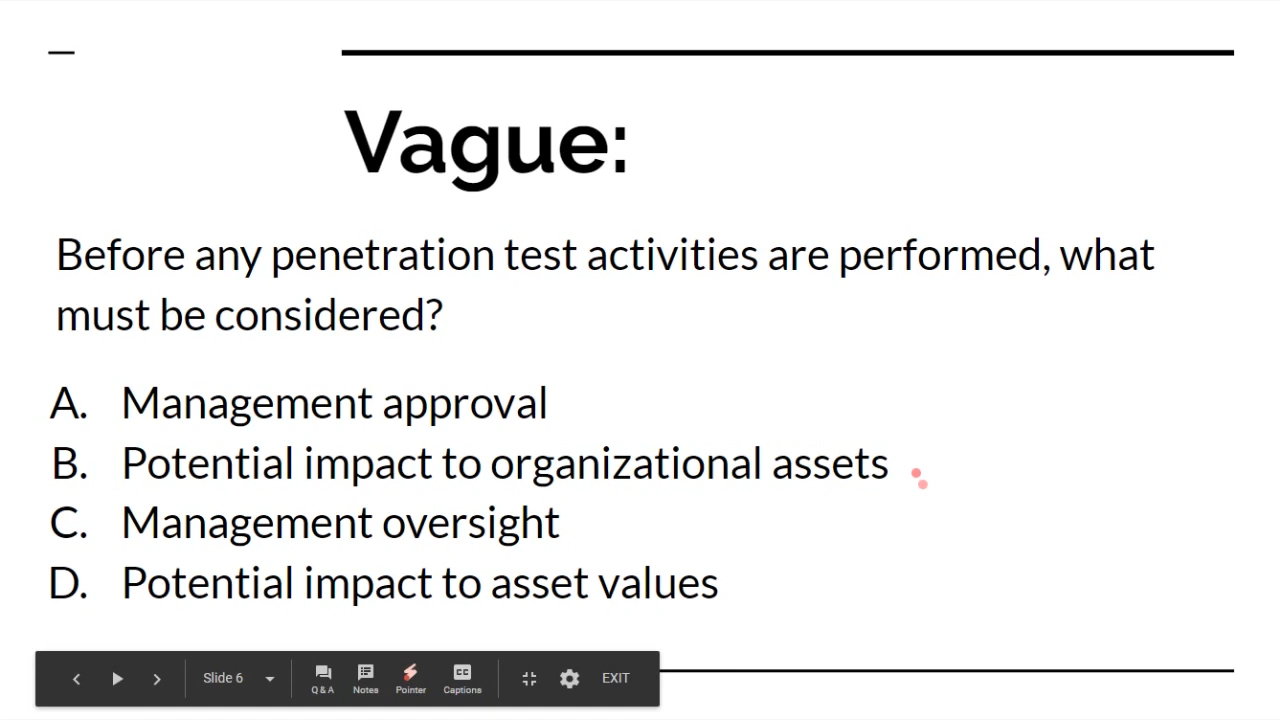 Vague:
Before any penetration test activities are performed, what
must be considered?
A. Management approval
B. Potential impact to organizational assets
C. Management oversight
D. Potential impact to asset values
Slide 6
Q & A
Notes
Pointer
CC
Captions
EXIT